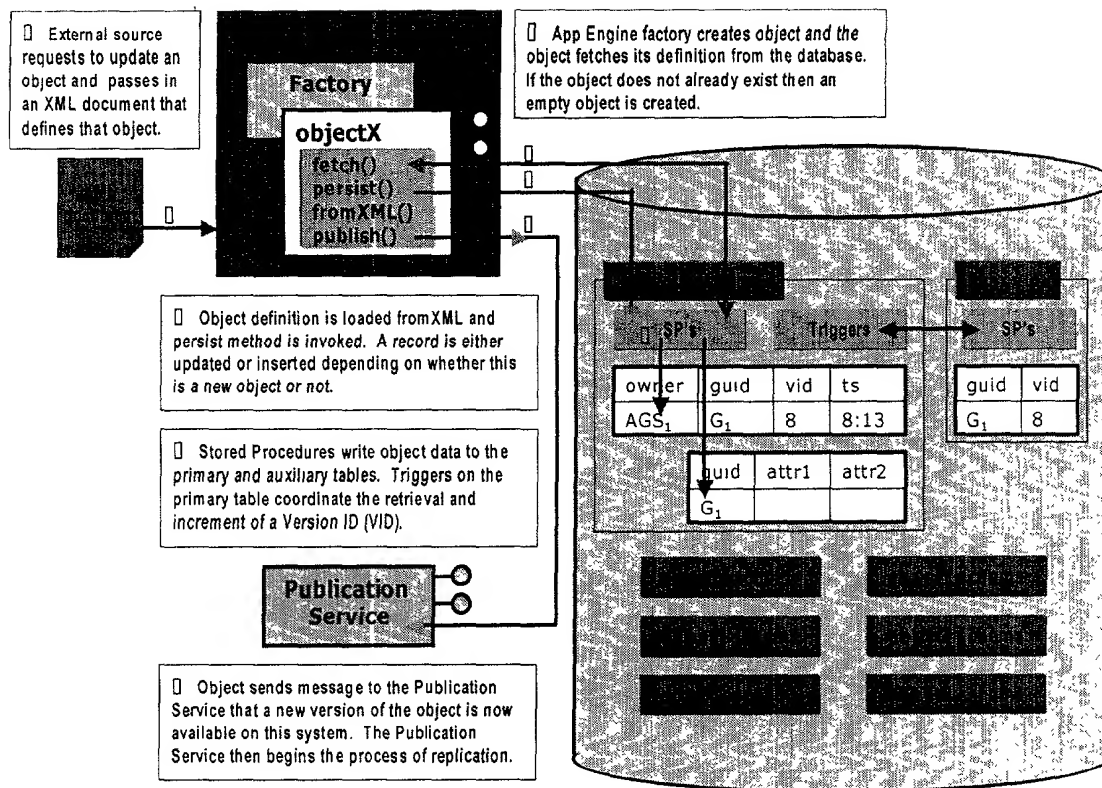 External source
requests to update an
object and passes in
an XML document that
defines that object.
App Engine factory creates object and the
object fetches its definition from the database.
If the object does not already exist then an
empty object is created.
Factory
objectX
fetch()
persist()
fromXML()
publish()
Object definition is loaded fromXML and
persist method is invoked. A record is either
updated or inserted depending on whether this
is a new object or not.
Stored Procedures write object data to the
primary and auxiliary tables. Triggers on the
primary table coordinate the retrieval and
increment of a Version ID (VID).
SP's
Triggers
SP's
owner guid vid ts
AGS₁ G₁ 8 8:13
guid vid
G₁ 8
guid attr1 attr2
G₁
Publication
Service
Object sends message to the Publication
Service that a new version of the object is now
available on this system. The Publication
Service then begins the process of replication.